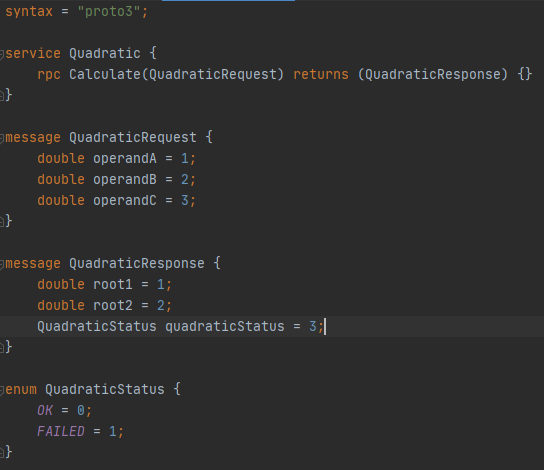 syntax = "proto3";
service Quadratic {
rpc Calculate(QuadraticRequest) returns (QuadraticResponse) {}
}
message QuadraticRequest {
double operandA = 1;
double operandB = 2;
double operandC = 3;
}
message QuadraticResponse {
double root1 = 1;
double root2 = 2;
QuadraticStatus quadraticStatus = 3;
}
enum QuadraticStatus {
OK = 0;
FAILED = 1;
}